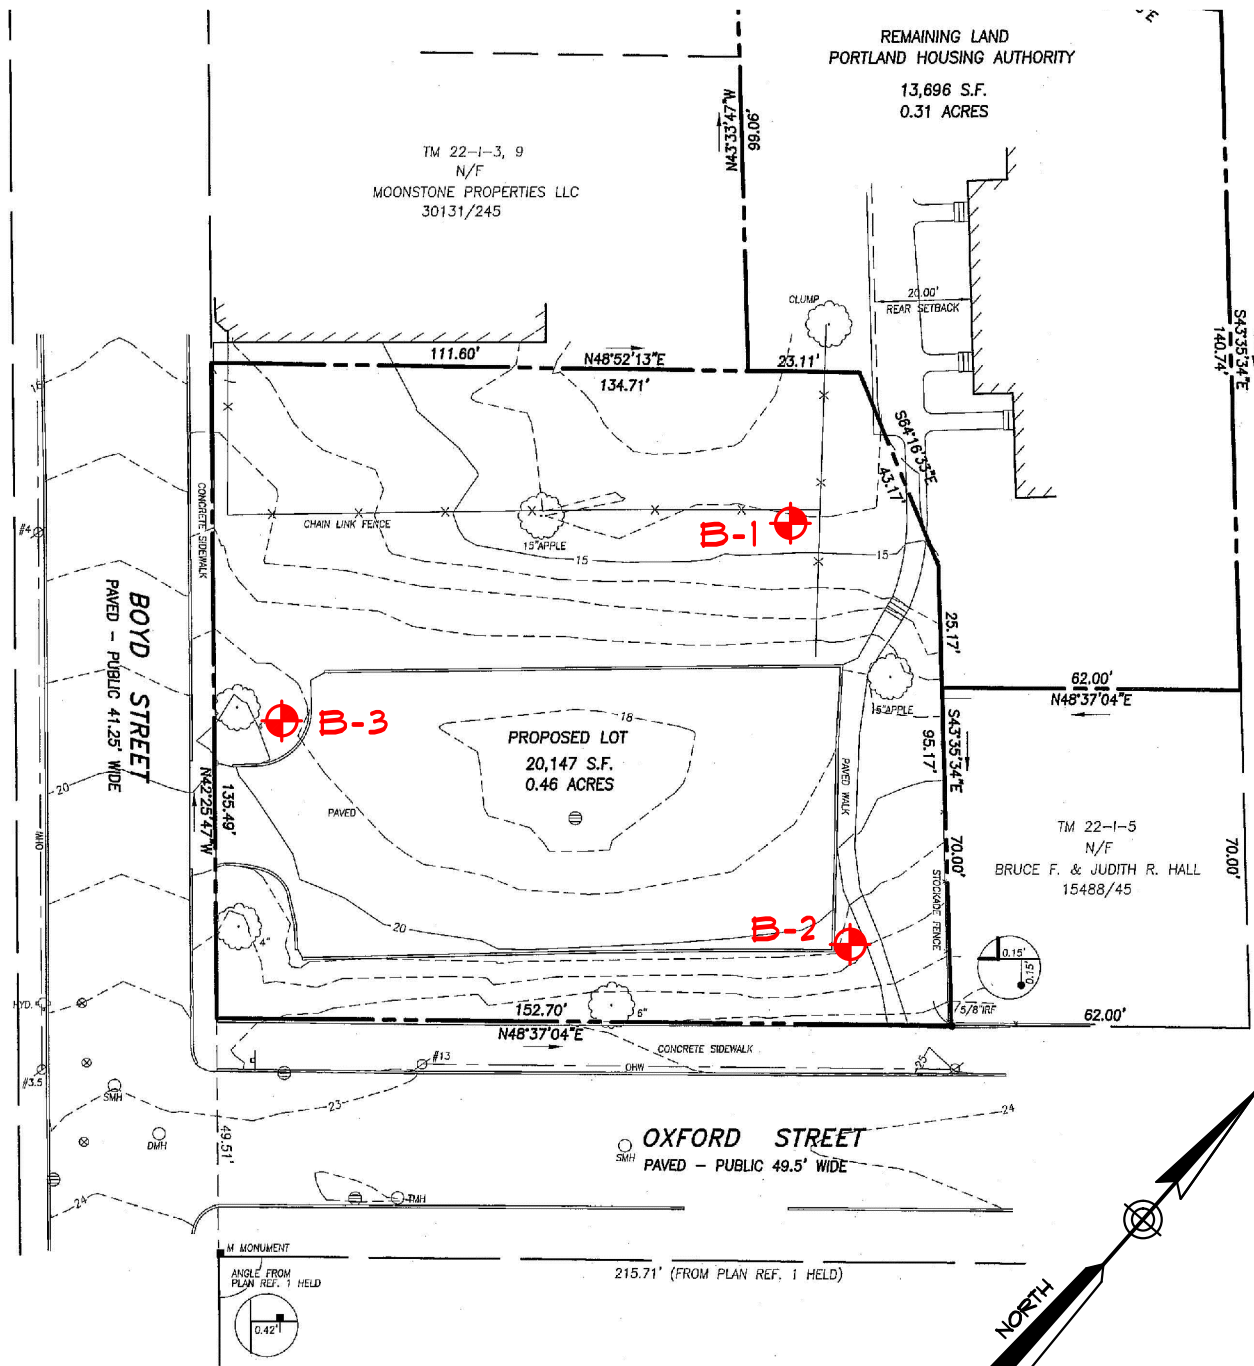 REMAINING LAND
PORTLAND HOUSING AUTHORITY
13,696 S.F.
0.31 ACRES
N43°33'47"W
99.06'
TM 22-I-3, 9
N/F
MOONSTONE PROPERTIES LLC
30131/245
CLUMP
20.00'
REAR SETBACK
S43°35'34"E
140.74'
111.60'
N48°52'13"E
134.71'
23.11'
S64°16'33"E
43.17'
#4
CONCRETE SIDEWALK
CHAIN LINK FENCE
15"APPLE
B-1
15
15
BOYD STREET
PAVED - PUBLIC 41.25' WIDE
25.17'
62.00'
N48°37'04"E
15"APPLE
S43°35'34"E
95.17'
B-3
18
PROPOSED LOT
20,147 S.F.
0.46 ACRES
PAVED
PAVED WALK
N42°25'47"W
135.49'
20
OHW
TM 22-I-5
N/F
BRUCE F. & JUDITH R. HALL
15488/45
70.00'
70.00'
STOCKADE FENCE
4"
20
B-2
0.15'
0.15'
HYD.
152.70'
N48°37'04"E
6"
5/8"IRF
62.00'
CONCRETE SIDEWALK
#13
OHW
25
#3.5
SMH
23
24
DMH
49.51'
SMH
OXFORD STREET
PAVED - PUBLIC 49.5' WIDE
24
TMH
M MONUMENT
ANGLE FROM
PLAN REF. 1 HELD
215.71' (FROM PLAN REF. 1 HELD)
0.42'
NORTH